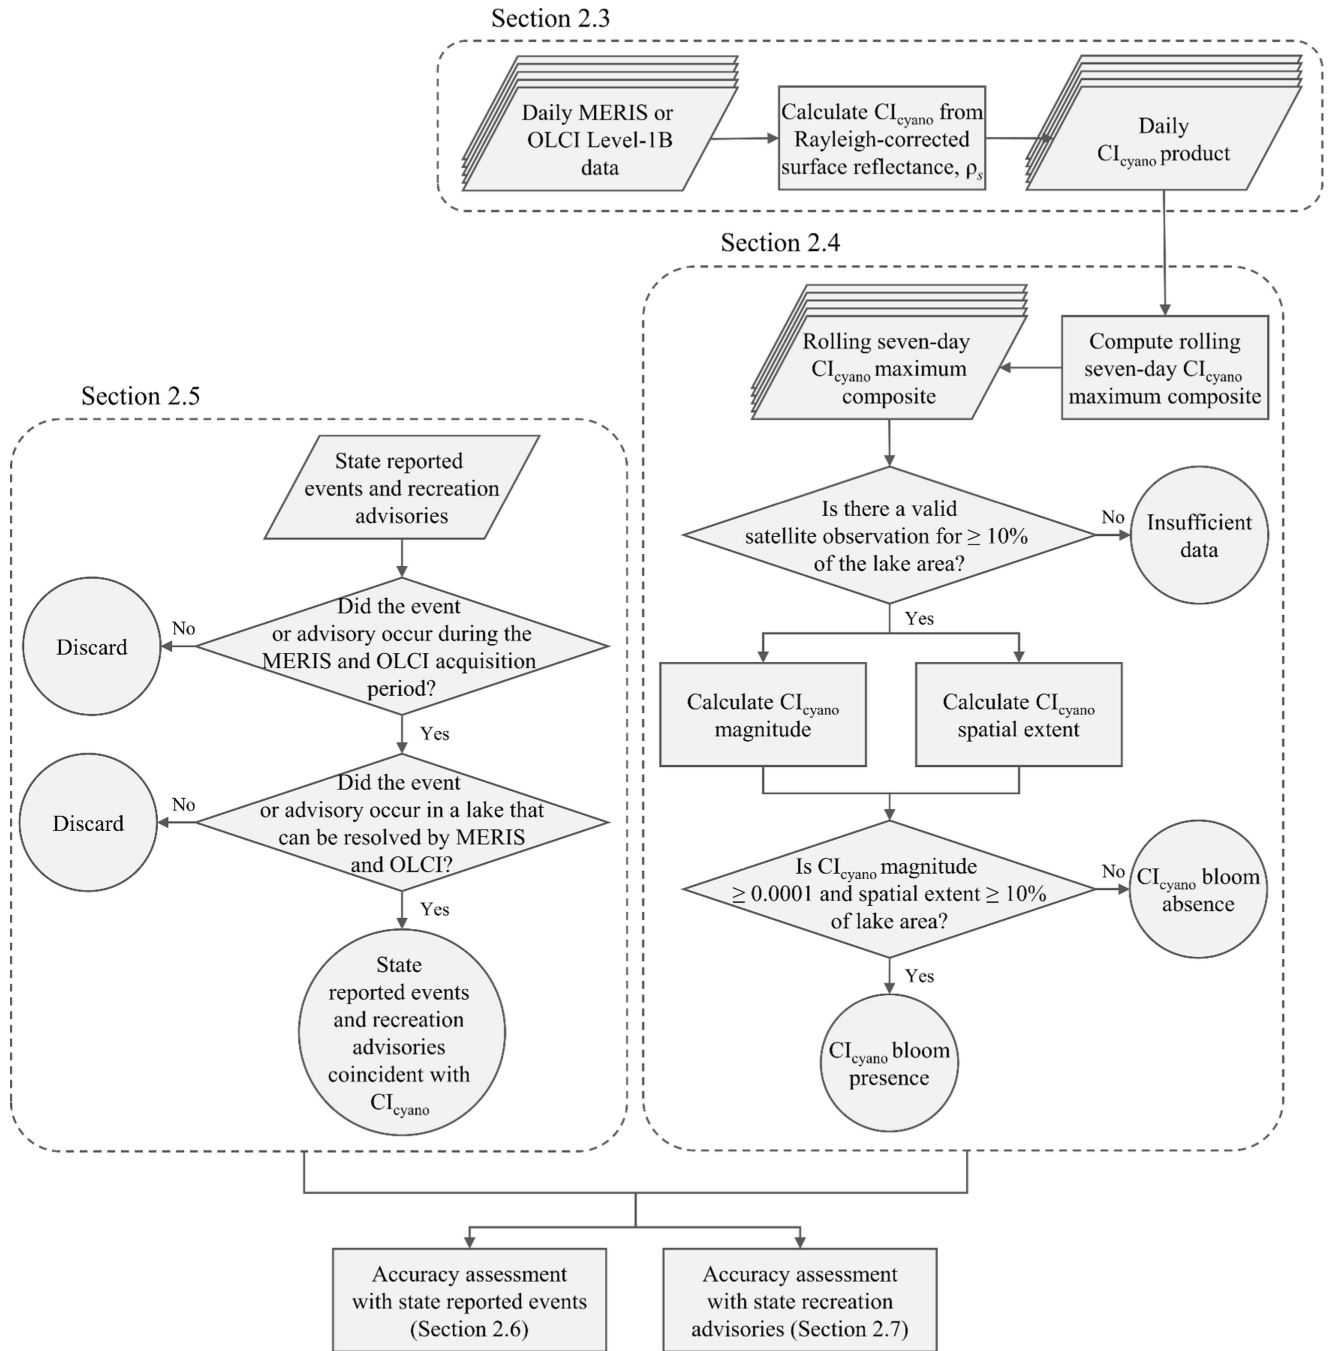 Section 2.3
Daily MERIS or
OLCI Level-1B
data
Calculate CIcyano from
Rayleigh-corrected
surface reflectance, ρs
Daily
CIcyano product
Section 2.4
Rolling seven-day
CIcyano maximum
composite
Compute rolling
seven-day CIcyano
maximum composite
Is there a valid
satellite observation for ≥ 10%
of the lake area?
No
Insufficient
data
Yes
Calculate CIcyano
magnitude
Calculate CIcyano
spatial extent
Is CIcyano magnitude
≥ 0.0001 and spatial extent ≥ 10%
of lake area?
No
CIcyano bloom
absence
Yes
CIcyano bloom
presence
Section 2.5
State reported
events and recreation
advisories
Did the event
or advisory occur during the
MERIS and OLCI acquisition
period?
No
Discard
Yes
Did the event
or advisory occur in a lake that
can be resolved by MERIS
and OLCI?
No
Discard
Yes
State
reported events
and recreation
advisories
coincident with
CIcyano
Accuracy assessment
with state reported events
(Section 2.6)
Accuracy assessment
with state recreation
advisories (Section 2.7)